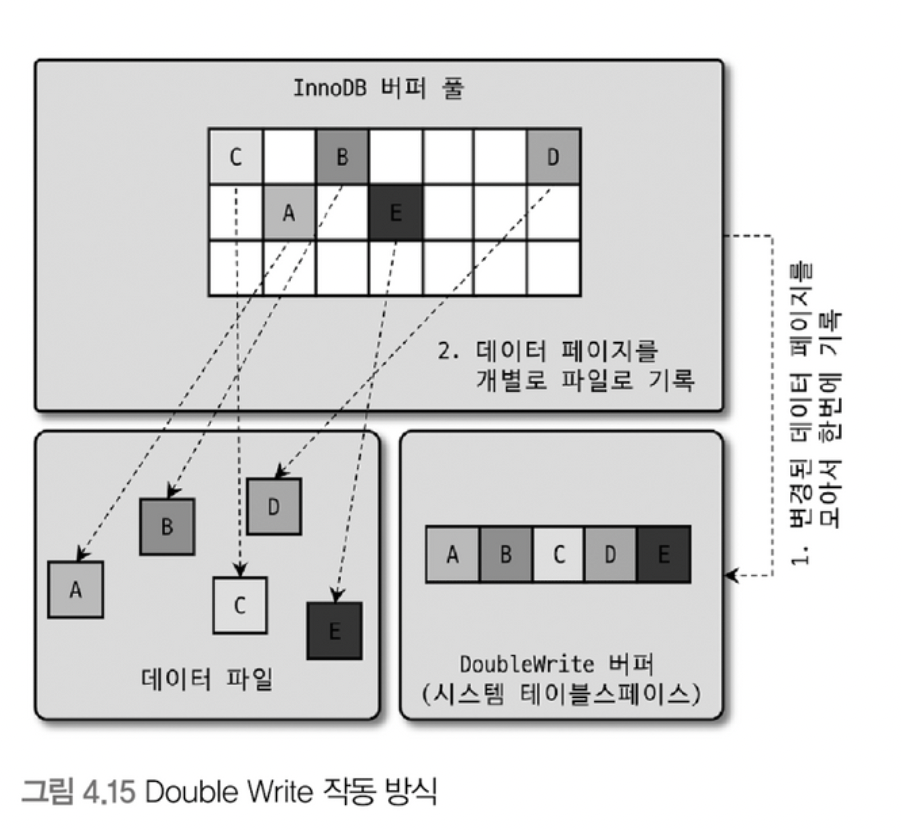 InnoDB 버퍼 풀
C
B
D
A
E
2. 데이터 페이지를
개별로 파일로 기록
1. 변경된 데이터 페이지를
모아서 한번에 기록
D
B
A
C
E
데이터 파일
A B C D E
DoubleWrite 버퍼
(시스템 테이블스페이스)
그림 4.15 Double Write 작동 방식